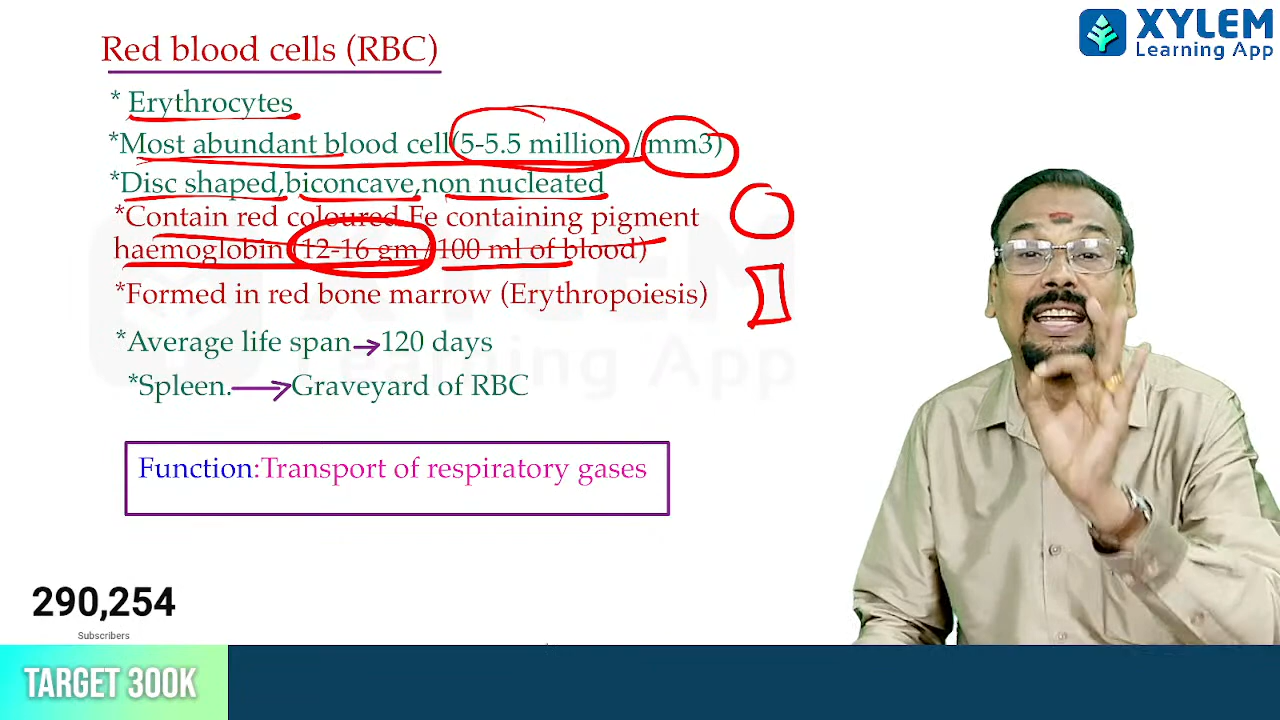 XYLEM
Learning App
Red blood cells (RBC)
* Erythrocytes
*Most abundant blood cell(5-5.5 million /mm3)
*Disc shaped,biconcave,non nucleated
*Contain red coloured Fe containing pigment
haemoglobin (12-16 gm /100 ml of blood)
*Formed in red bone marrow (Erythropoiesis)
*Average life span→120 days
*Spleen.→Graveyard of RBC
Function:Transport of respiratory gases
290,254
Subscribers
TARGET 300K